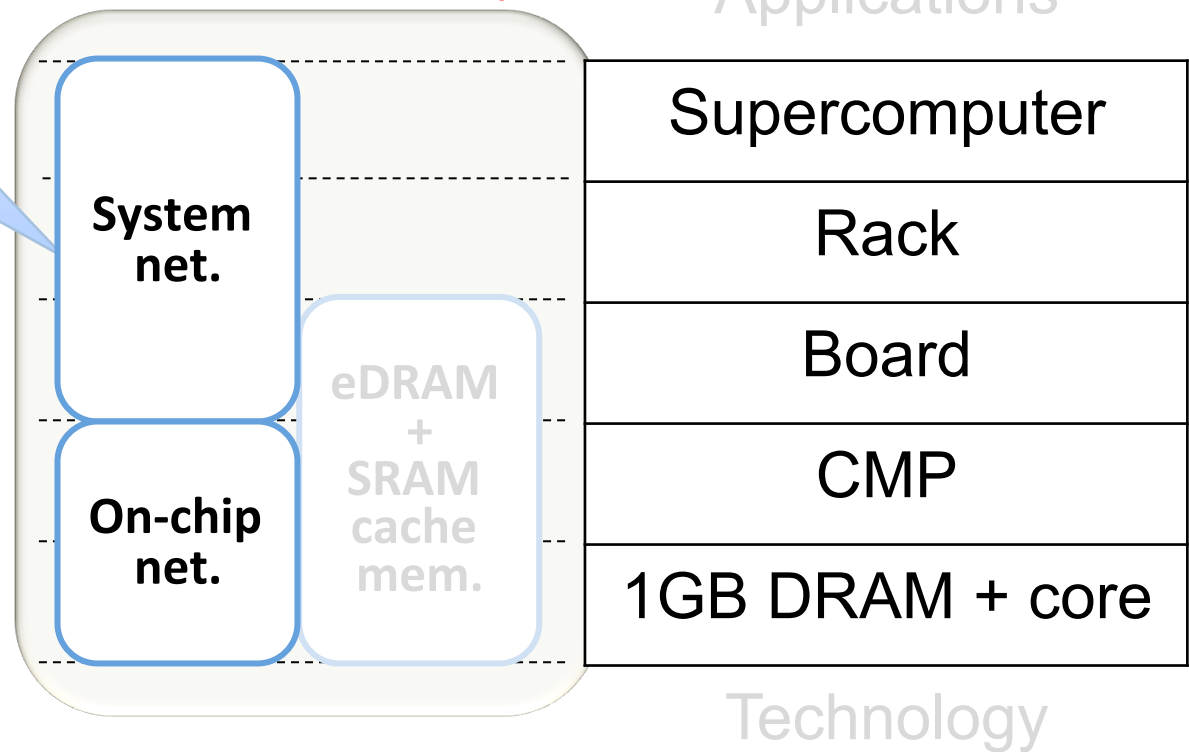 Applications
System
net.
On-chip
net.
eDRAM
+
SRAM
cache
mem.
Supercomputer
Rack
Board
CMP
1GB DRAM + core
Technology